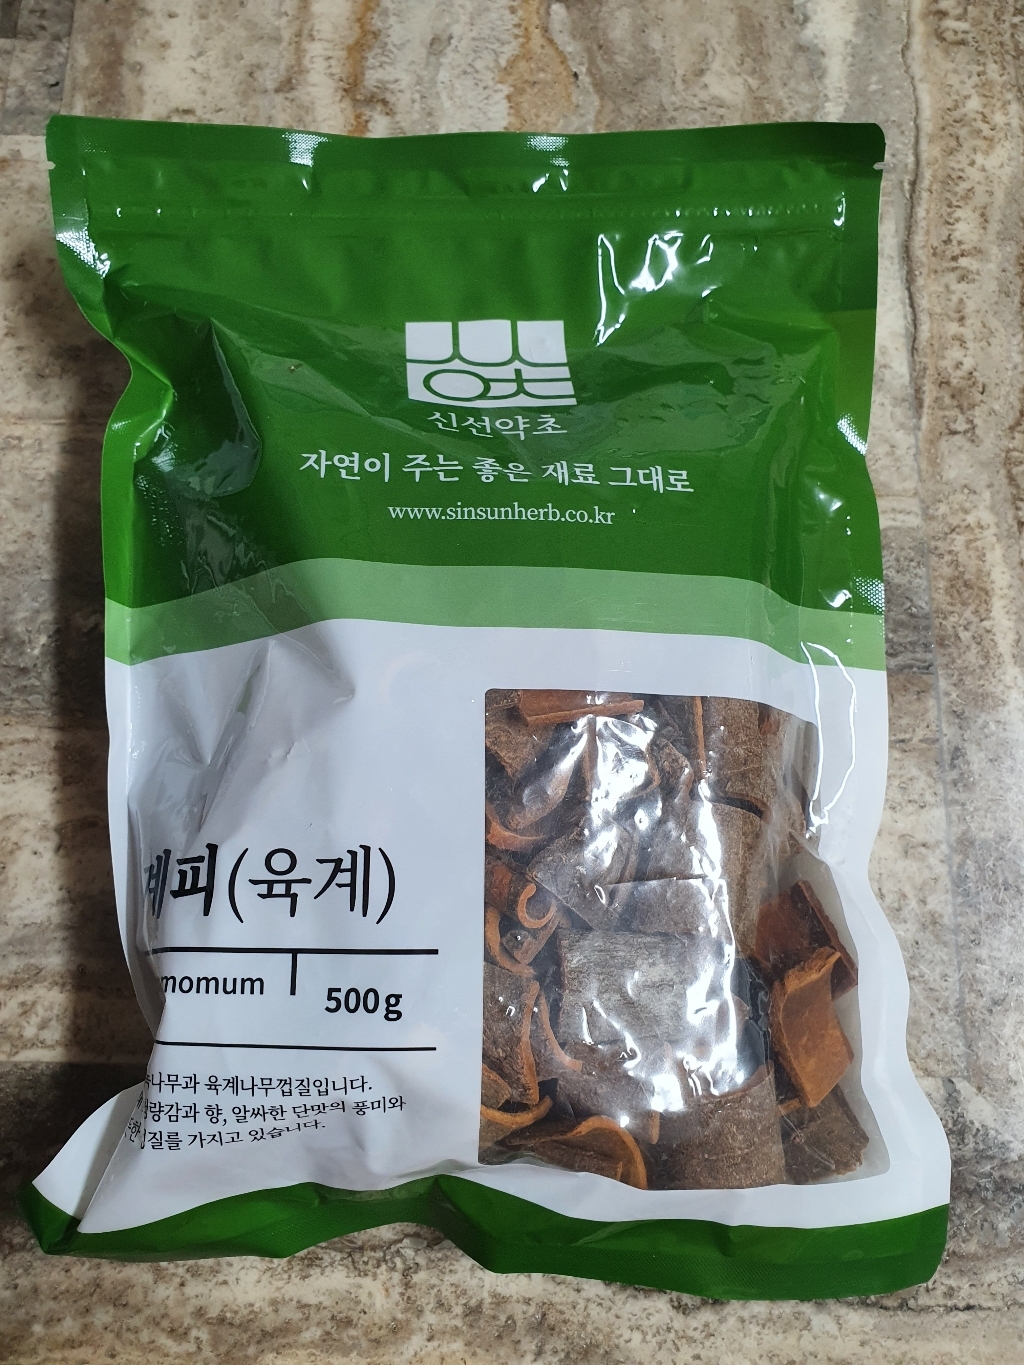 신선약초
자연이 주는 좋은 재료 그대로
www.sinsunherb.co.kr
계피(육계)
momum
500g
나무과 육계나무껍질입니다.
량감과 향, 알싸한 단맛의 풍미와
질를 가지고 있습니다.